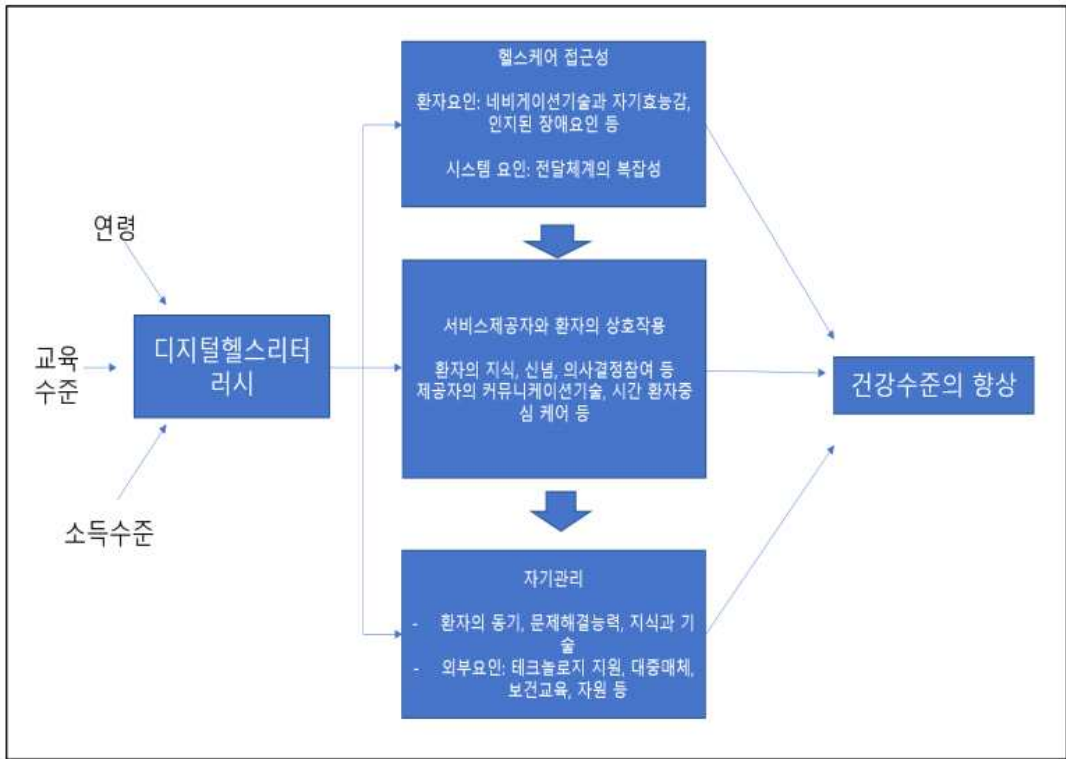 연령
교육
수준
소득수준
디지털헬스리터
러시
헬스케어 접근성
환자요인: 네비게이션기술과 자기효능감,
인지된 장애요인 등
시스템 요인: 전달체계의 복잡성
서비스제공자와 환자의 상호작용
환자의 지식, 신념, 의사결정참여 등
제공자의 커뮤니케이션기술, 시간 환자중
심 케어 등
자기관리
- 환자의 동기, 문제해결능력, 지식과 기
술
- 외부요인: 테크놀로지 지원, 대중매체,
보건교육, 자원 등
건강수준의 향상